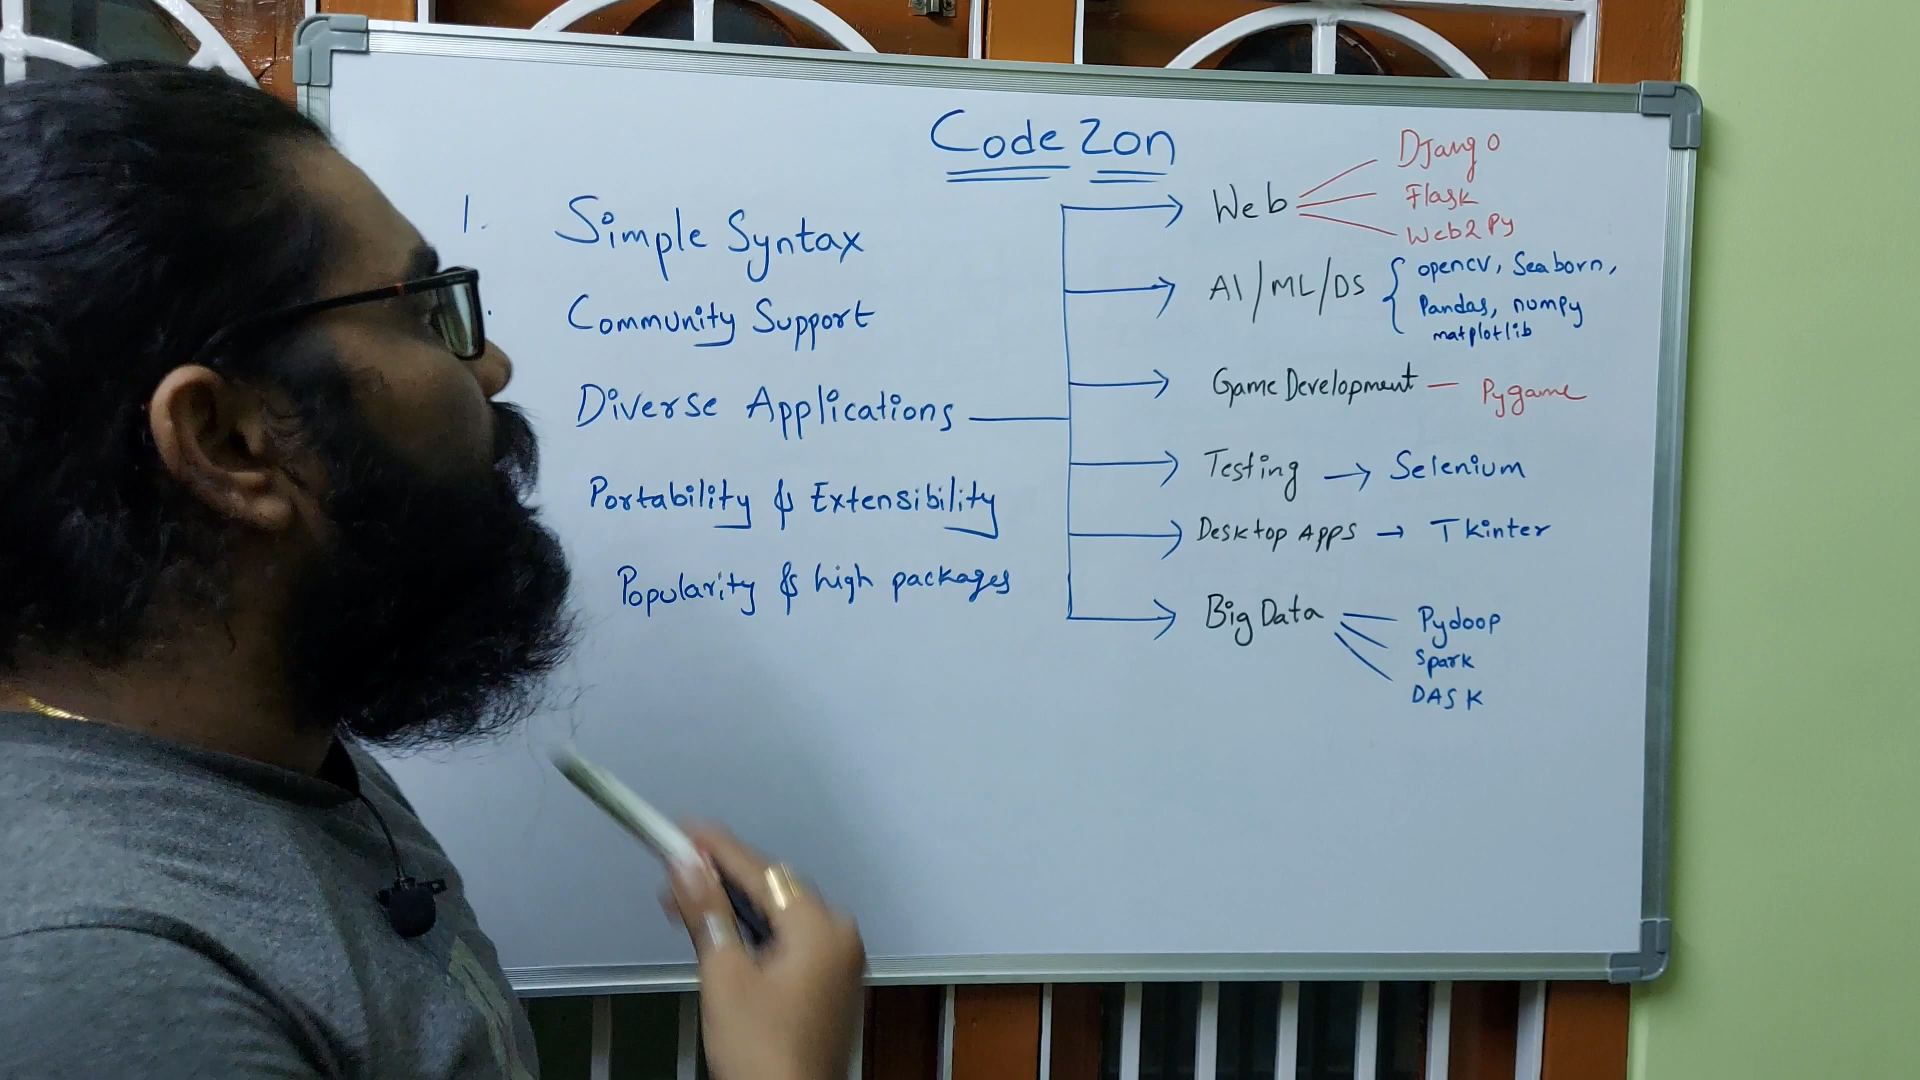 Code Zon
1. Simple Syntax
Community Support
Diverse Applications
Portability & Extensibility
Popularity & high packages
Web
Django
Flask
Web2Py
AI/ML/DS
opencv, Seaborn,
Pandas, numpy
matplotlib
Game Development — Pygame
Testing → Selenium
Desktop Apps → Tkinter
Big Data
Pydoop
Spark
DASK